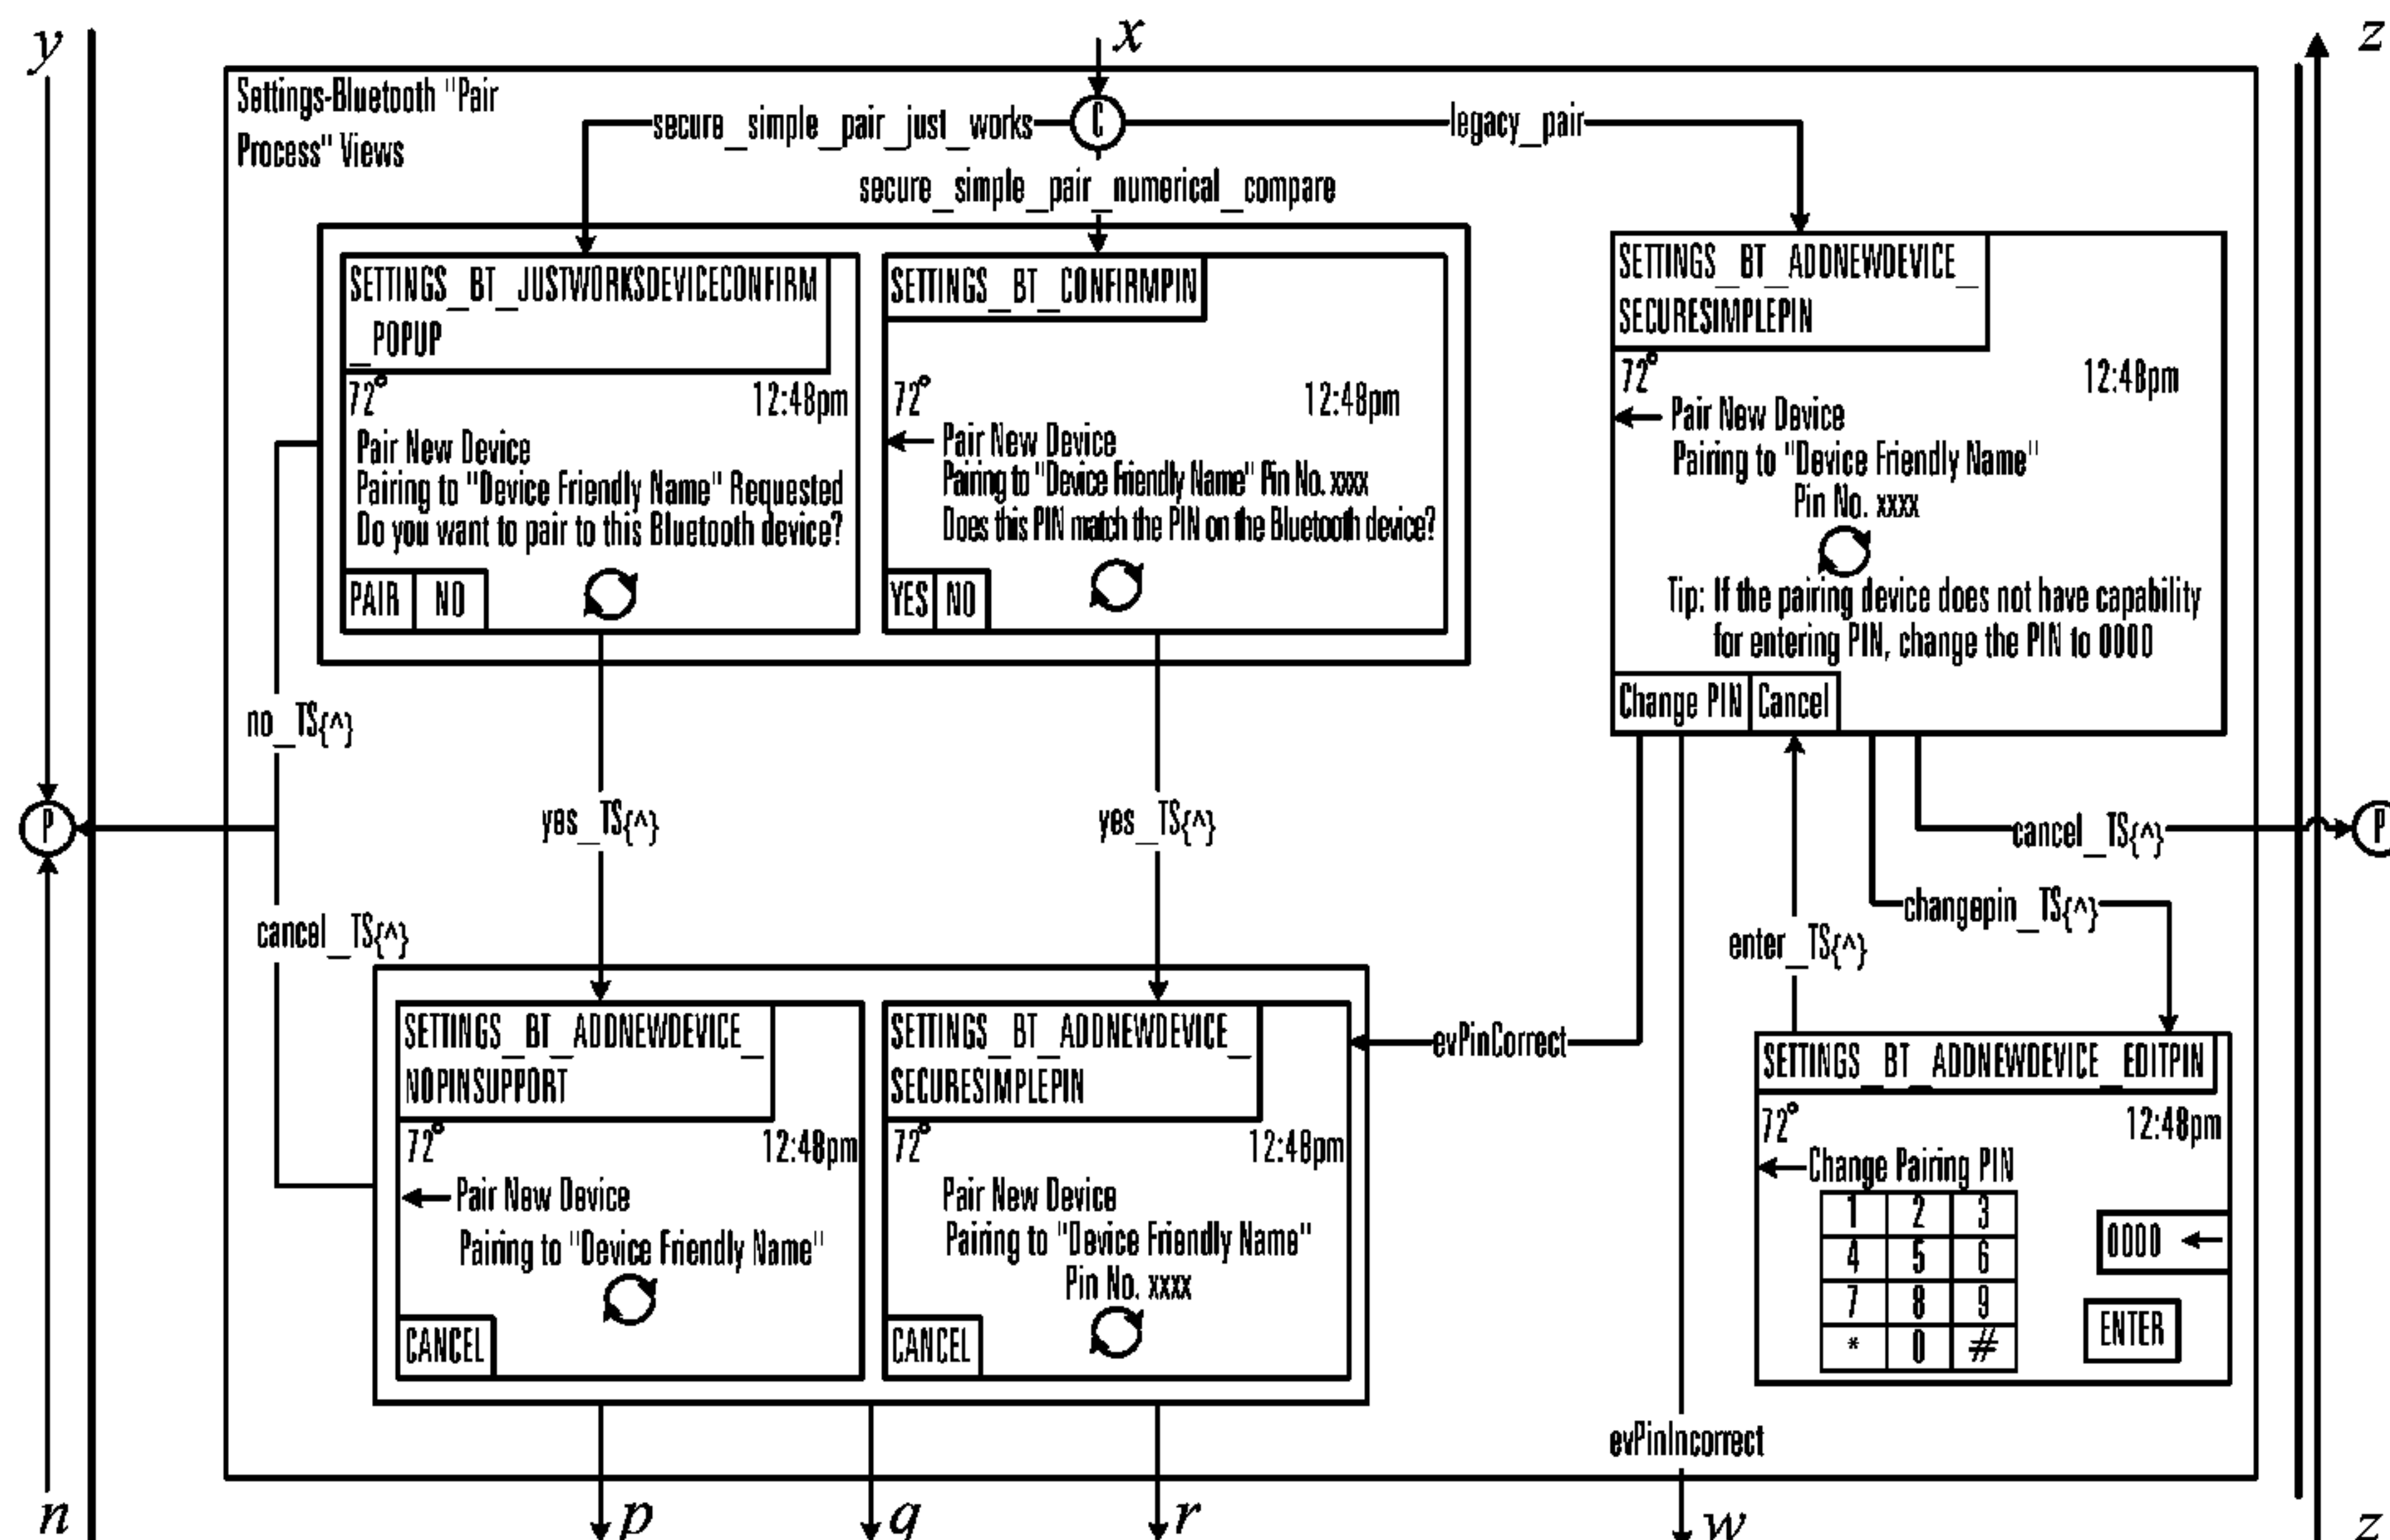 y
x
z
Settings-Bluetooth "Pair
Process" Views
secure_simple_pair_just_works
C
legacy_pair
secure_simple_pair_numerical_compare
SETTINGS_BT_JUSTWORKSDEVICECONFIRM
_POPUP
72°
12:48pm
Pair New Device
Pairing to "Device Friendly Name" Requested
Do you want to pair to this Bluetooth device?
PAIR
NO
SETTINGS_BT_CONFIRMPIN
72°
12:48pm
Pair New Device
Pairing to "Device Friendly Name" Pin No. xxxx
Does this PIN match the PIN on the Bluetooth device?
YES
NO
SETTINGS_BT_ADDNEWDEVICE_
SECURESIMPLEPIN
72°
12:48pm
Pair New Device
Pairing to "Device Friendly Name"
Pin No. xxxx
Tip: If the pairing device does not have capability
for entering PIN, change the PIN to 0000
Change PIN
Cancel
no_TS{^}
P
yes_TS{^}
yes_TS{^}
cancel_TS{^}
P
changepin_TS{^}
enter_TS{^}
cancel_TS{^}
evPinCorrect
SETTINGS_BT_ADDNEWDEVICE_
NOPINSUPPORT
72°
12:48pm
Pair New Device
Pairing to "Device Friendly Name"
CANCEL
SETTINGS_BT_ADDNEWDEVICE_
SECURESIMPLEPIN
72°
12:48pm
Pair New Device
Pairing to "Device Friendly Name"
Pin No. xxxx
CANCEL
SETTINGS_BT_ADDNEWDEVICE_EDITPIN
72°
12:48pm
Change Pairing PIN
1 2 3
4 5 6
7 8 9
* 0 #
0000
ENTER
evPinIncorrect
n
p
q
r
w
z